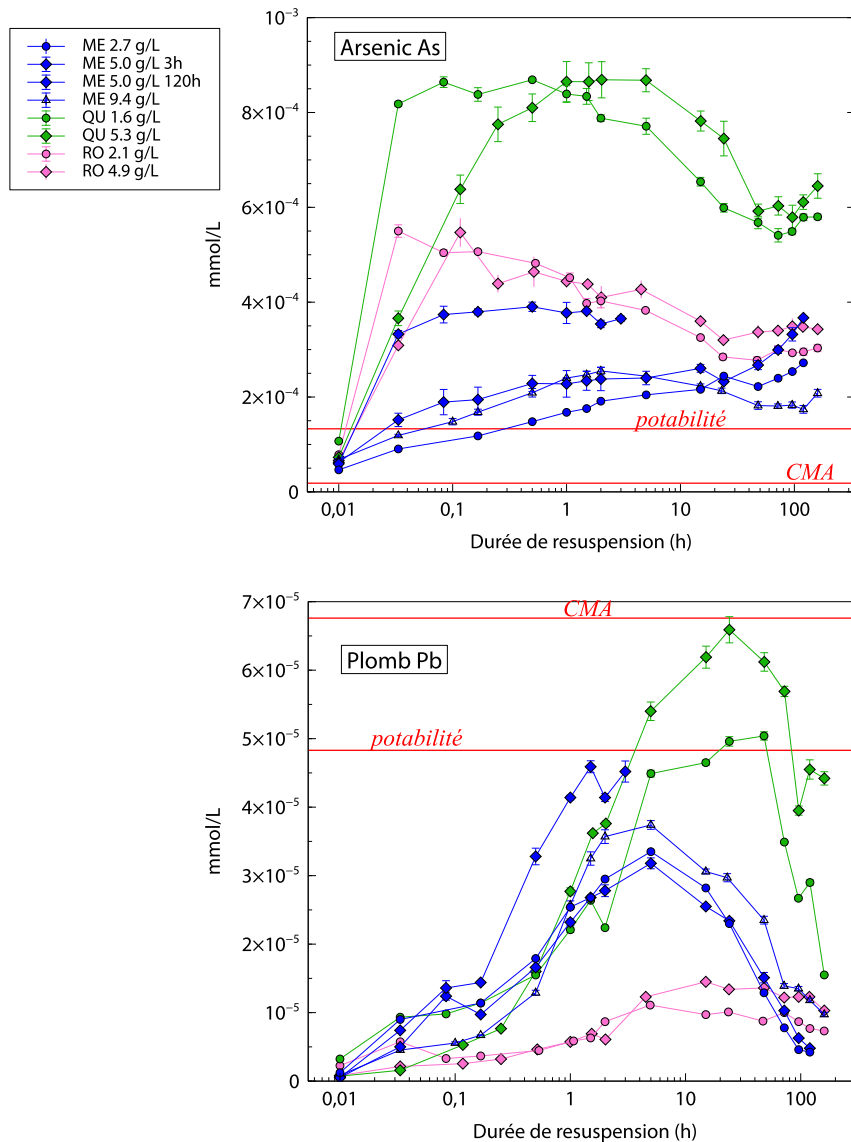 ME 2.7 g/L
ME 5.0 g/L 3h
ME 5.0 g/L 120h
ME 9.4 g/L
QU 1.6 g/L
QU 5.3 g/L
RO 2.1 g/L
RO 4.9 g/L
Arsenic As
10⁻³
8×10⁻⁴
6×10⁻⁴
4×10⁻⁴
2×10⁻⁴
0
mmol/L
potabilité
CMA
0,01 0,1 1 10 100
Durée de resuspension (h)
7×10⁻⁵
6×10⁻⁵
5×10⁻⁵
4×10⁻⁵
3×10⁻⁵
2×10⁻⁵
10⁻⁵
0
mmol/L
CMA
Plomb Pb
potabilité
0,01 0,1 1 10 100
Durée de resuspension (h)